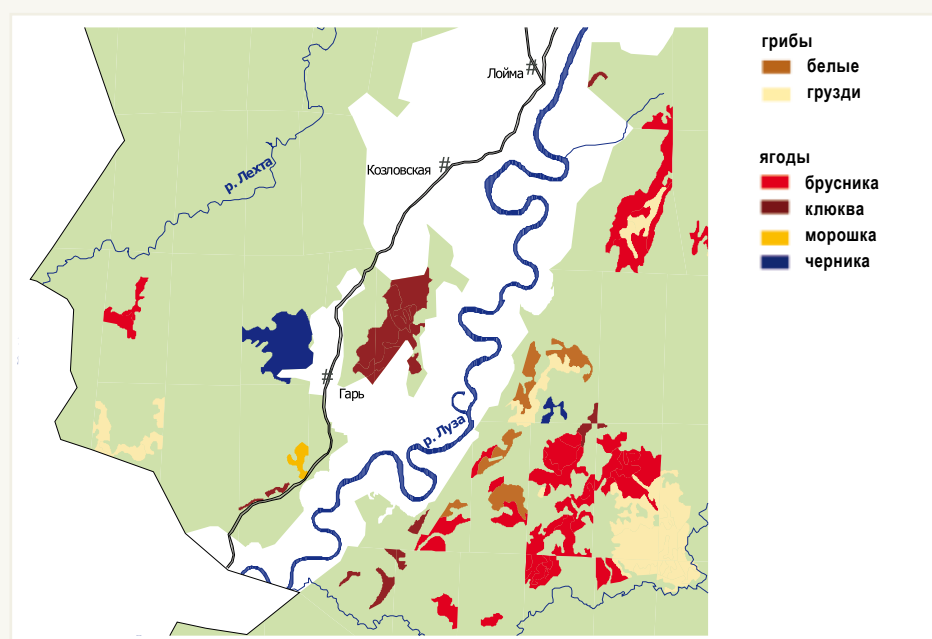 Лойма
Козловская
р. Лехта
Гарь
р. Луза
грибы
белые
грузди
ягоды
брусника
клюква
морошка
черника